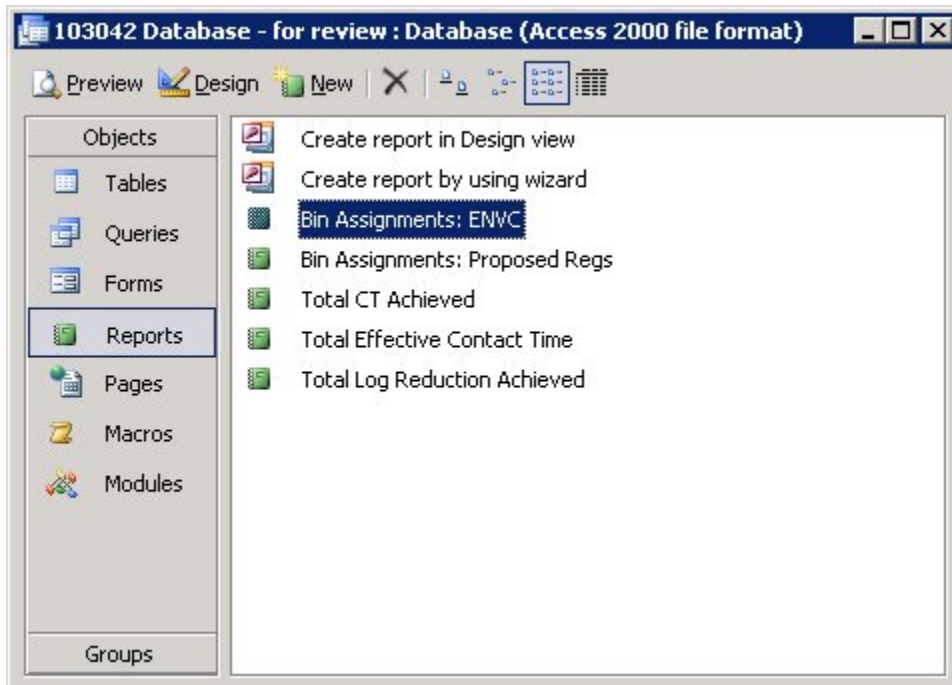 103042 Database - for review : Database (Access 2000 file format)
Preview Design New
Objects
Tables
Queries
Forms
Reports
Pages
Macros
Modules
Groups
Create report in Design view
Create report by using wizard
Bin Assignments: ENVC
Bin Assignments: Proposed Regs
Total CT Achieved
Total Effective Contact Time
Total Log Reduction Achieved